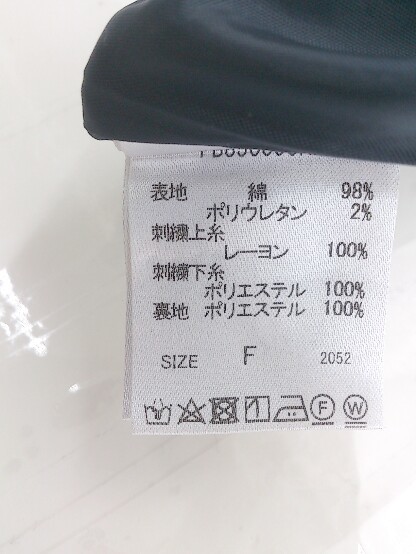 表地 綿 98%
ポリウレタン 2%
刺繍上糸
レーヨン 100%
刺繍下糸
ポリエステル 100%
裏地 ポリエステル 100%
SIZE F 2052
F W